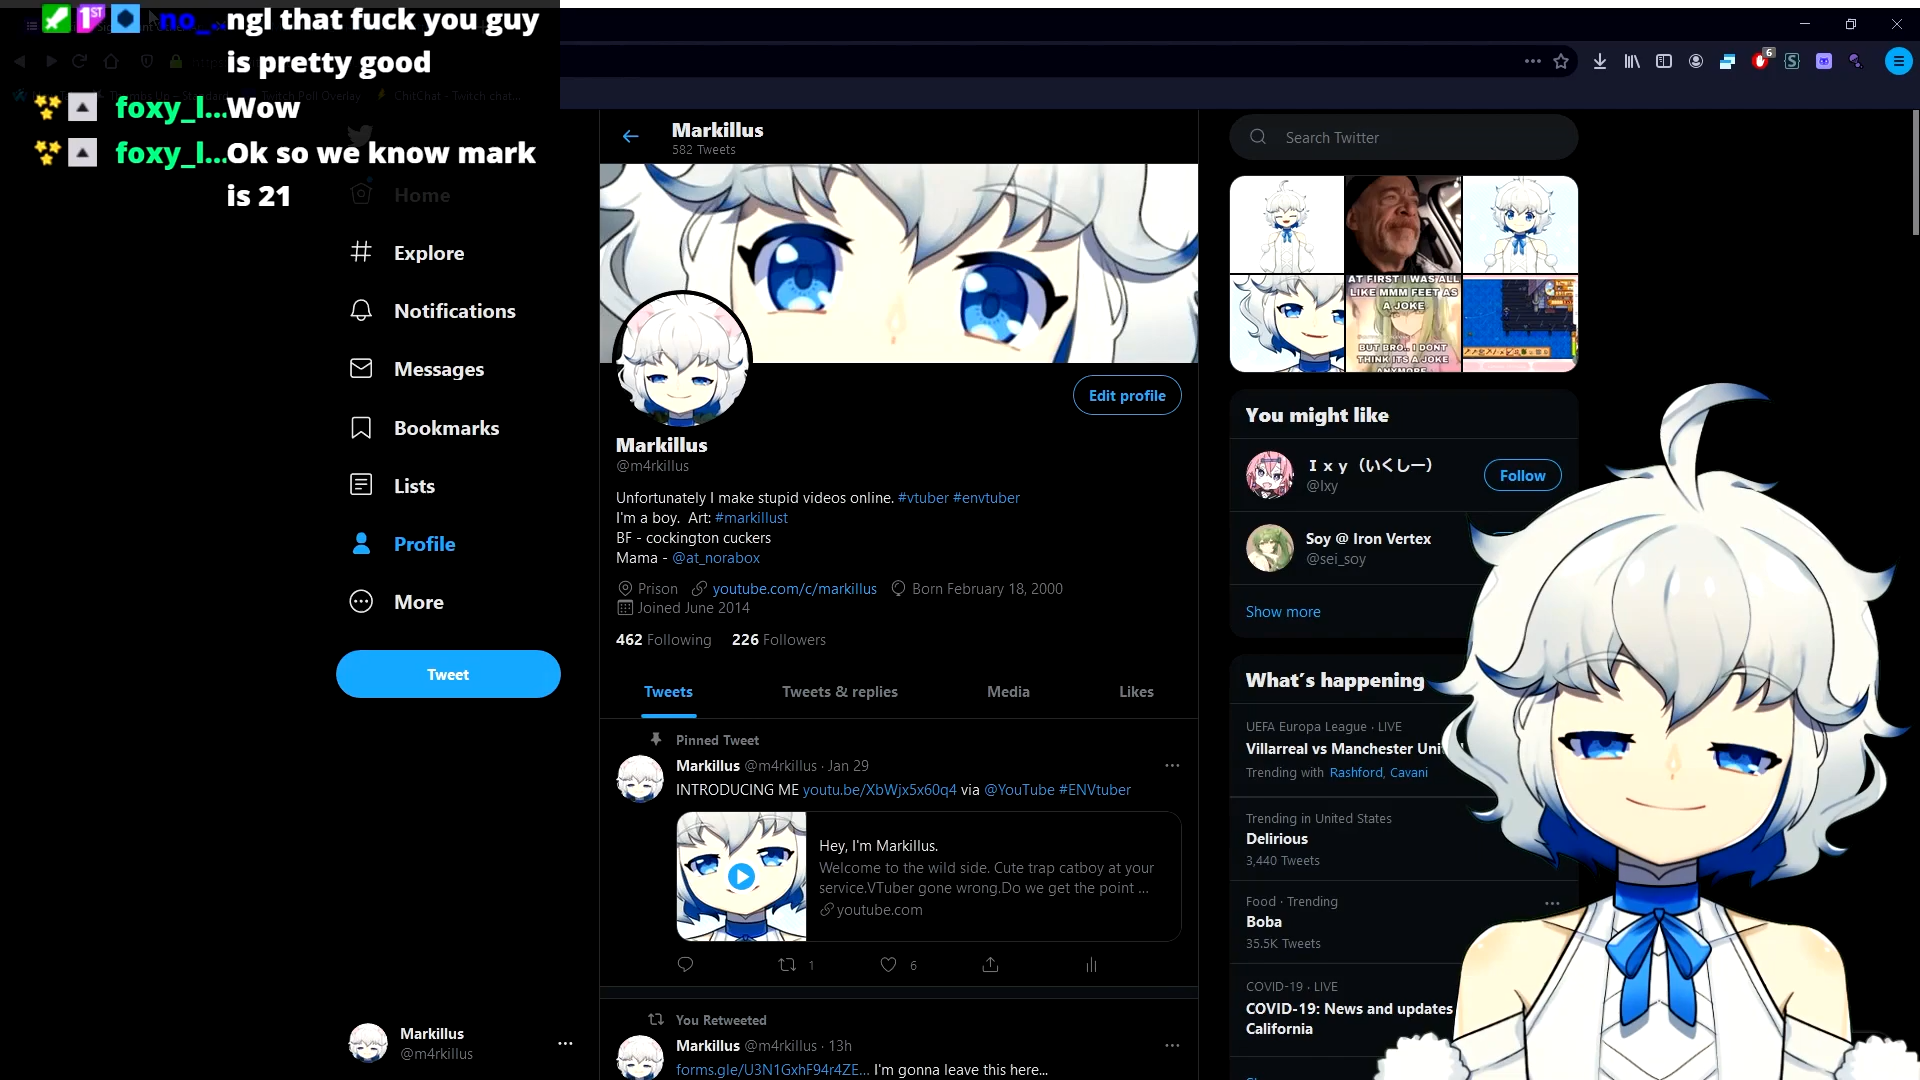 no_...ngl that fuck you guy
is pretty good
foxy_l...Wow
foxy_l...Ok so we know mark
is 21
Home
Explore
Notifications
Messages
Bookmarks
Lists
Profile
More
Tweet
Markillus
@m4rkillus
Markillus
582 Tweets
Edit profile
Markillus
@m4rkillus
Unfortunately I make stupid videos online. #vtuber #envtuber
I'm a boy. Art: #markillust
BF - cockington cuckers
Mama - @at_norabox
Prison youtube.com/c/markillus Born February 18, 2000
Joined June 2014
462 Following 226 Followers
Tweets Tweets & replies Media Likes
Pinned Tweet
Markillus @m4rkillus · Jan 29
INTRODUCING ME youtu.be/XbWjx5x60q4 via @YouTube #ENVtuber
Hey, I'm Markillus.
Welcome to the wild side. Cute trap catboy at your
service.VTuber gone wrong.Do we get the point ...
youtube.com
1 6
You Retweeted
Markillus @m4rkillus · 13h
forms.gle/U3N1GxhF94r4ZE... I'm gonna leave this here...
6
Search Twitter
AT FIRST I WAS ALL
LIKE MMM FEET AS
A JOKE
BUT BRO.. I DONT
THINK ITS A JOKE
ANYMORE
You might like
Ｉｘｙ（いくしー）
@Ixy
Follow
Soy @ Iron Vertex
@sei_soy
Show more
What's happening
UEFA Europa League · LIVE
Villarreal vs Manchester Uni
Trending with Rashford, Cavani
Trending in United States
Delirious
3,440 Tweets
Food · Trending
Boba
35.5K Tweets
COVID-19 · LIVE
COVID-19: News and updates
California